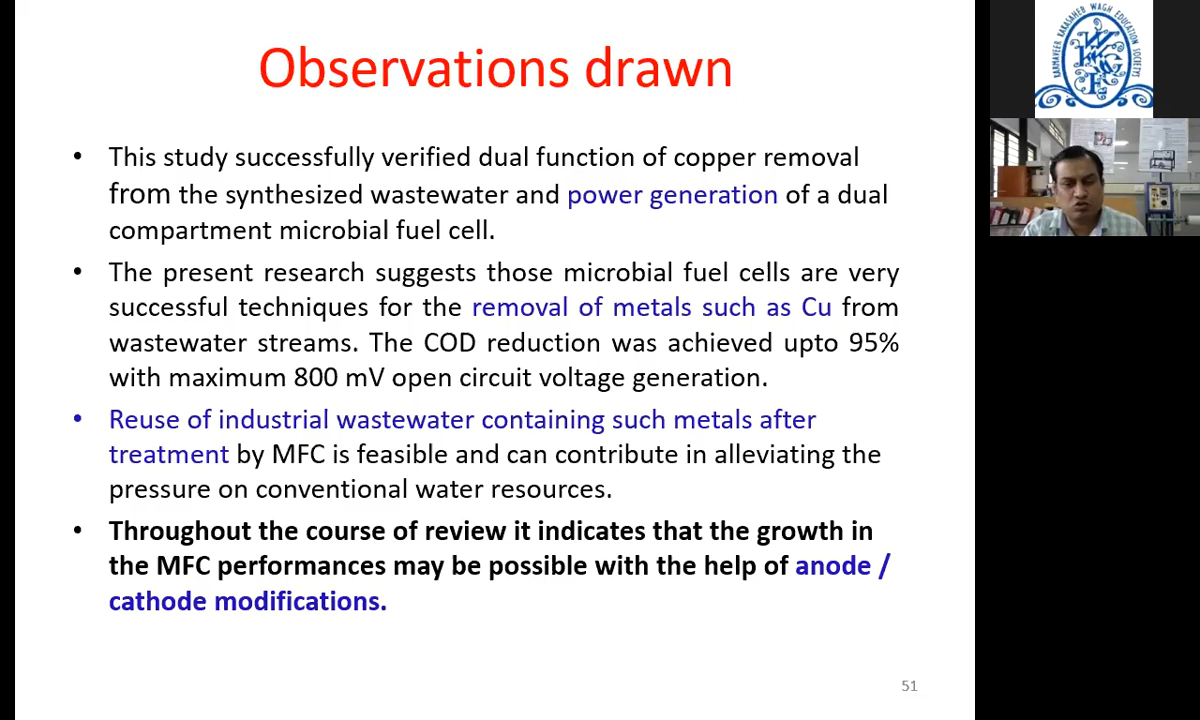 Observations drawn
• This study successfully verified dual function of copper removal
from the synthesized wastewater and power generation of a dual
compartment microbial fuel cell.
• The present research suggests those microbial fuel cells are very
successful techniques for the removal of metals such as Cu from
wastewater streams. The COD reduction was achieved upto 95%
with maximum 800 mV open circuit voltage generation.
• Reuse of industrial wastewater containing such metals after
treatment by MFC is feasible and can contribute in alleviating the
pressure on conventional water resources.
• Throughout the course of review it indicates that the growth in
the MFC performances may be possible with the help of anode /
cathode modifications.
51
KARMAVEER KAKASAHEB WAGH EDUCATION SOCIETY'S